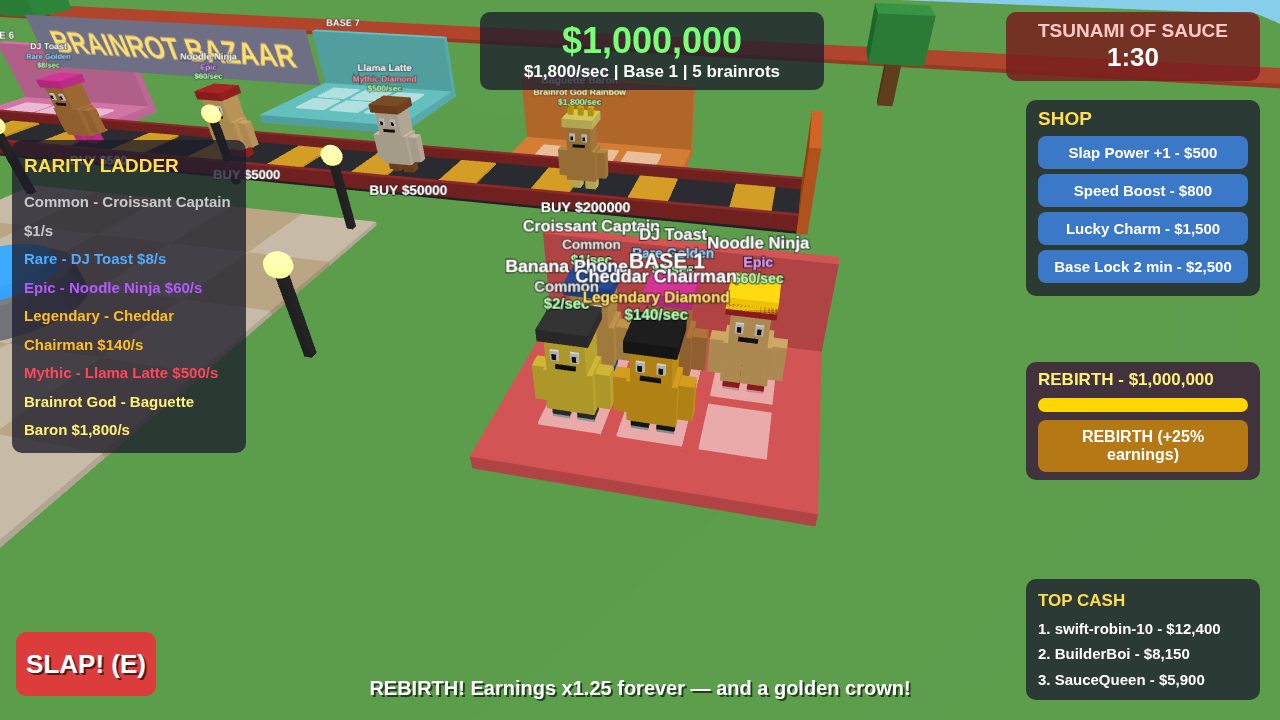 BASE 7
E 6
BRAINROT BAZAAR
DJ Toast
Rare Golden
$8/sec
Noodle Ninja
Epic
$60/sec
Llama Latte
Mythic Diamond
$500/sec
$1,000,000
$1,800/sec | Base 1 | 5 brainrots
Brainrot God Rainbow
$1,800/sec
TSUNAMI OF SAUCE
1:30
SHOP
Slap Power +1 - $500
Speed Boost - $800
Lucky Charm - $1,500
Base Lock 2 min - $2,500
RARITY LADDER
Common - Croissant Captain
$1/s
Rare - DJ Toast $8/s
Epic - Noodle Ninja $60/s
Legendary - Cheddar
Chairman $140/s
Mythic - Llama Latte $500/s
Brainrot God - Baguette
Baron $1,800/s
BUY $5000
BUY $50000
BUY $200000
Croissant Captain
Common
$1/sec
DJ Toast
Rare Golden
Noodle Ninja
Epic
$60/sec
BASE 1
Banana Phone
Common
$2/sec
Cheddar Chairman
Legendary Diamond
$140/sec
REBIRTH - $1,000,000
REBIRTH (+25%
earnings)
TOP CASH
1. swift-robin-10 - $12,400
2. BuilderBoi - $8,150
3. SauceQueen - $5,900
SLAP! (E)
REBIRTH! Earnings x1.25 forever — and a golden crown!